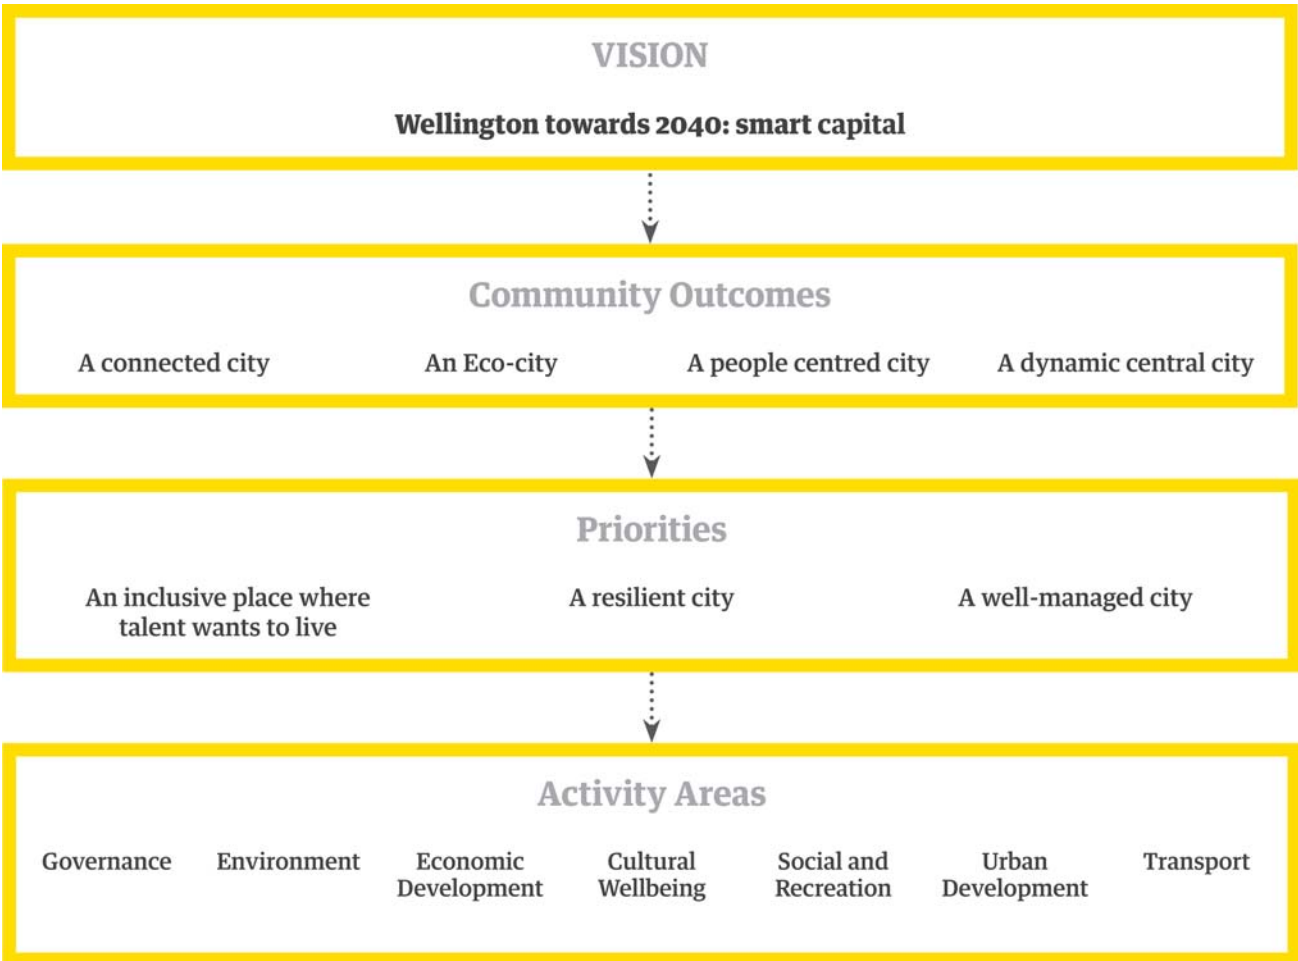 VISION
Wellington towards 2040: smart capital
Community Outcomes
A connected city
An Eco-city
A people centred city
A dynamic central city
Priorities
An inclusive place where
talent wants to live
A resilient city
A well-managed city
Activity Areas
Governance
Environment
Economic
Development
Cultural
Wellbeing
Social and
Recreation
Urban
Development
Transport